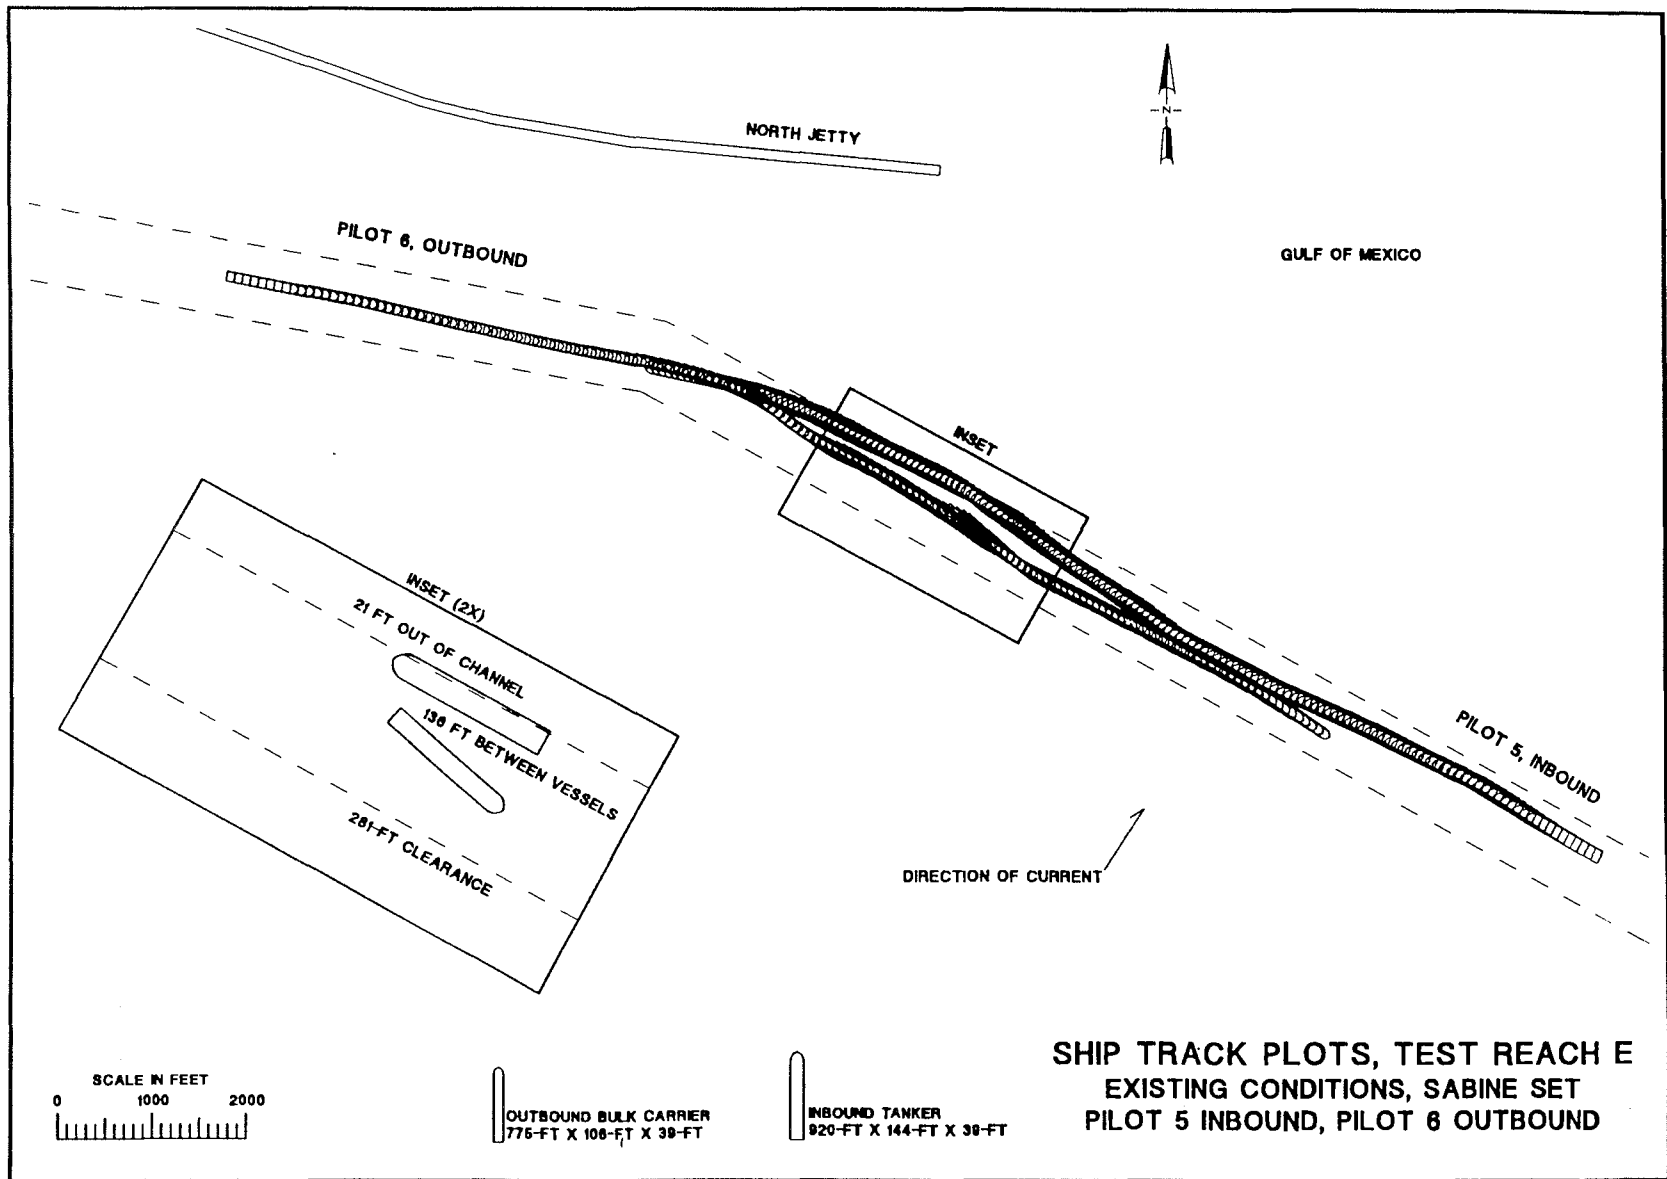 NORTH JETTY
N
PILOT 6, OUTBOUND
GULF OF MEXICO
INSET
INSET (2X)
21 FT OUT OF CHANNEL
136 FT BETWEEN VESSELS
281-FT CLEARANCE
PILOT 5, INBOUND
DIRECTION OF CURRENT
SCALE IN FEET
0 1000 2000
OUTBOUND BULK CARRIER
775-FT X 106-FT X 39-FT
INBOUND TANKER
920-FT X 144-FT X 39-FT
SHIP TRACK PLOTS, TEST REACH E
EXISTING CONDITIONS, SABINE SET
PILOT 5 INBOUND, PILOT 6 OUTBOUND